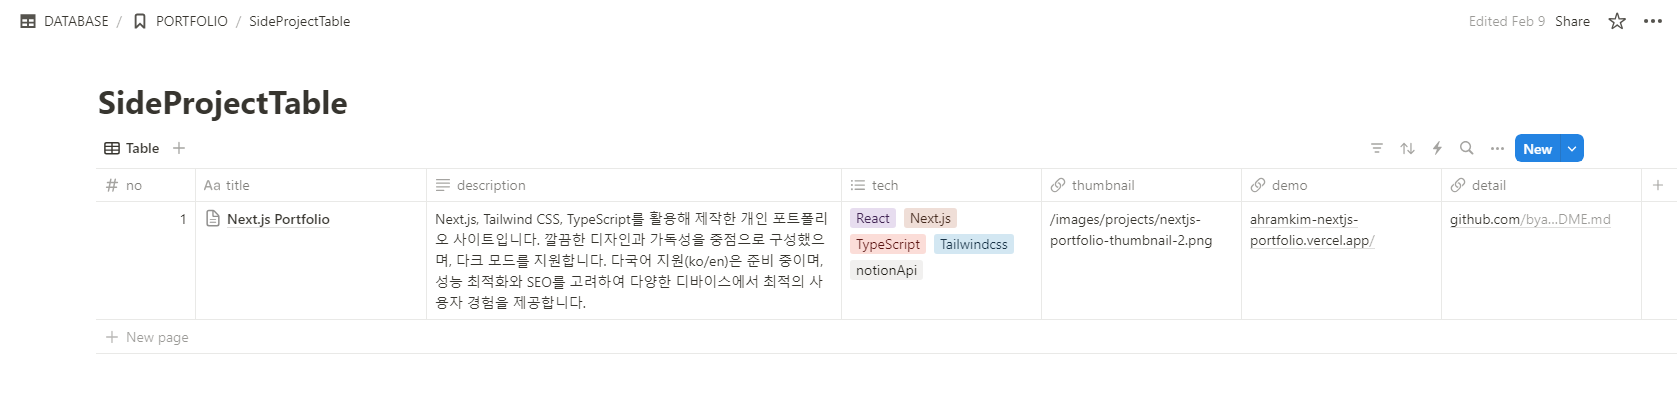 DATABASE / PORTFOLIO / SideProjectTable
Edited Feb 9 Share
SideProjectTable
Table
New
no
title
description
tech
thumbnail
demo
detail
1
Next.js Portfolio
Next.js, Tailwind CSS, TypeScript를 활용해 제작한 개인 포트폴리
오 사이트입니다. 깔끔한 디자인과 가독성을 중점으로 구성했으
며, 다크 모드를 지원합니다. 다국어 지원(ko/en)은 준비 중이며,
성능 최적화와 SEO를 고려하여 다양한 디바이스에서 최적의 사
용자 경험을 제공합니다.
React Next.js
TypeScript Tailwindcss
notionApi
/images/projects/nextjs-
portfolio-thumbnail-2.png
ahramkim-nextjs-
portfolio.vercel.app/
github.com/bya...DME.md
New page